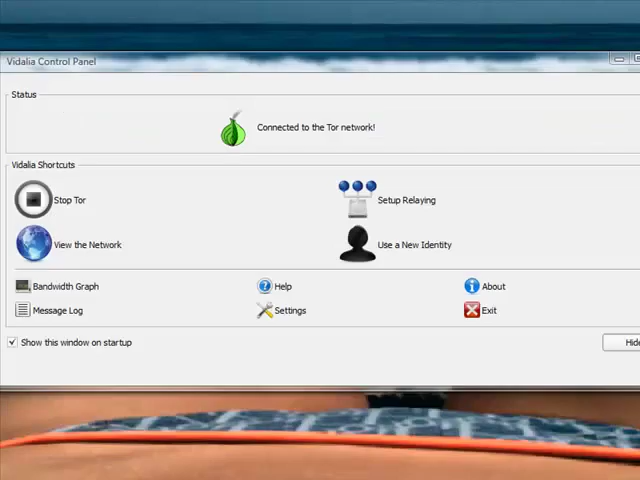 Vidalia Control Panel
Status
Connected to the Tor network!
Vidalia Shortcuts
Stop Tor
Setup Relaying
View the Network
Use a New Identity
Bandwidth Graph
Help
About
Message Log
Settings
Exit
Show this window on startup
Hide